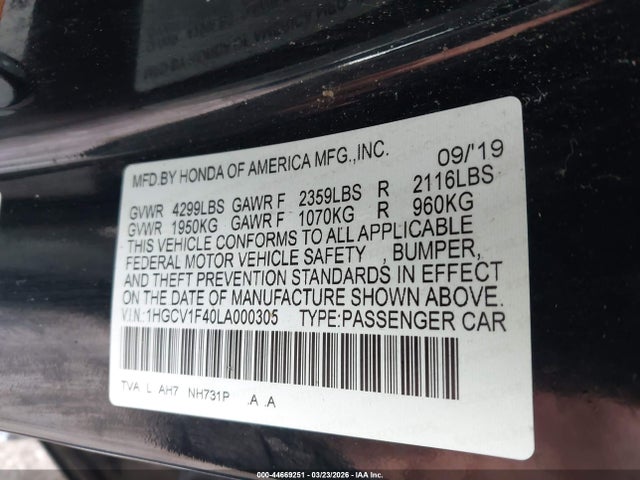 MFD.BY HONDA OF AMERICA MFG.,INC. 09/'19
GVWR 4299LBS GAWR F 2359LBS R 2116LBS
GVWR 1950KG GAWR F 1070KG R 960KG
THIS VEHICLE CONFORMS TO ALL APPLICABLE
FEDERAL MOTOR VEHICLE SAFETY , BUMPER,
AND THEFT PREVENTION STANDARDS IN EFFECT
ON THE DATE OF MANUFACTURE SHOWN ABOVE.
V.I.N.:1HGCV1F40LA000305 TYPE:PASSENGER CAR
TVA L AH7 NH731P .A .A
000-44669251 | 03/23/2026 | IAA Inc.